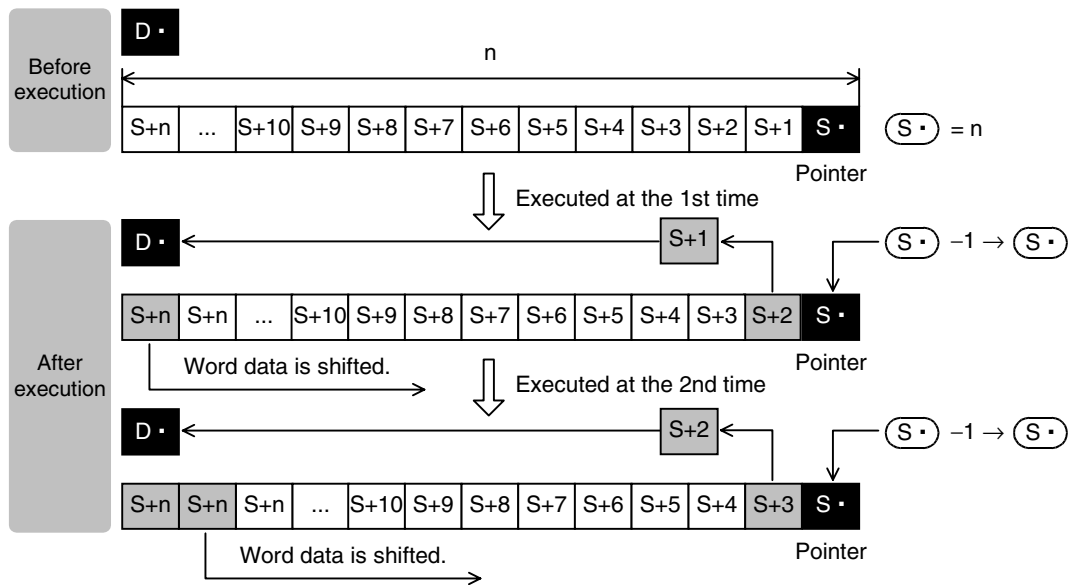 D·
Before
execution
n
S+n ... S+10 S+9 S+8 S+7 S+6 S+5 S+4 S+3 S+2 S+1 S·
S· = n
Pointer
Executed at the 1st time
After
execution
D· S+1
S· −1 → S·
S+n S+n ... S+10 S+9 S+8 S+7 S+6 S+5 S+4 S+3 S+2 S·
Pointer
Word data is shifted.
Executed at the 2nd time
D· S+2
S· −1 → S·
S+n S+n S+n ... S+10 S+9 S+8 S+7 S+6 S+5 S+4 S+3 S·
Pointer
Word data is shifted.